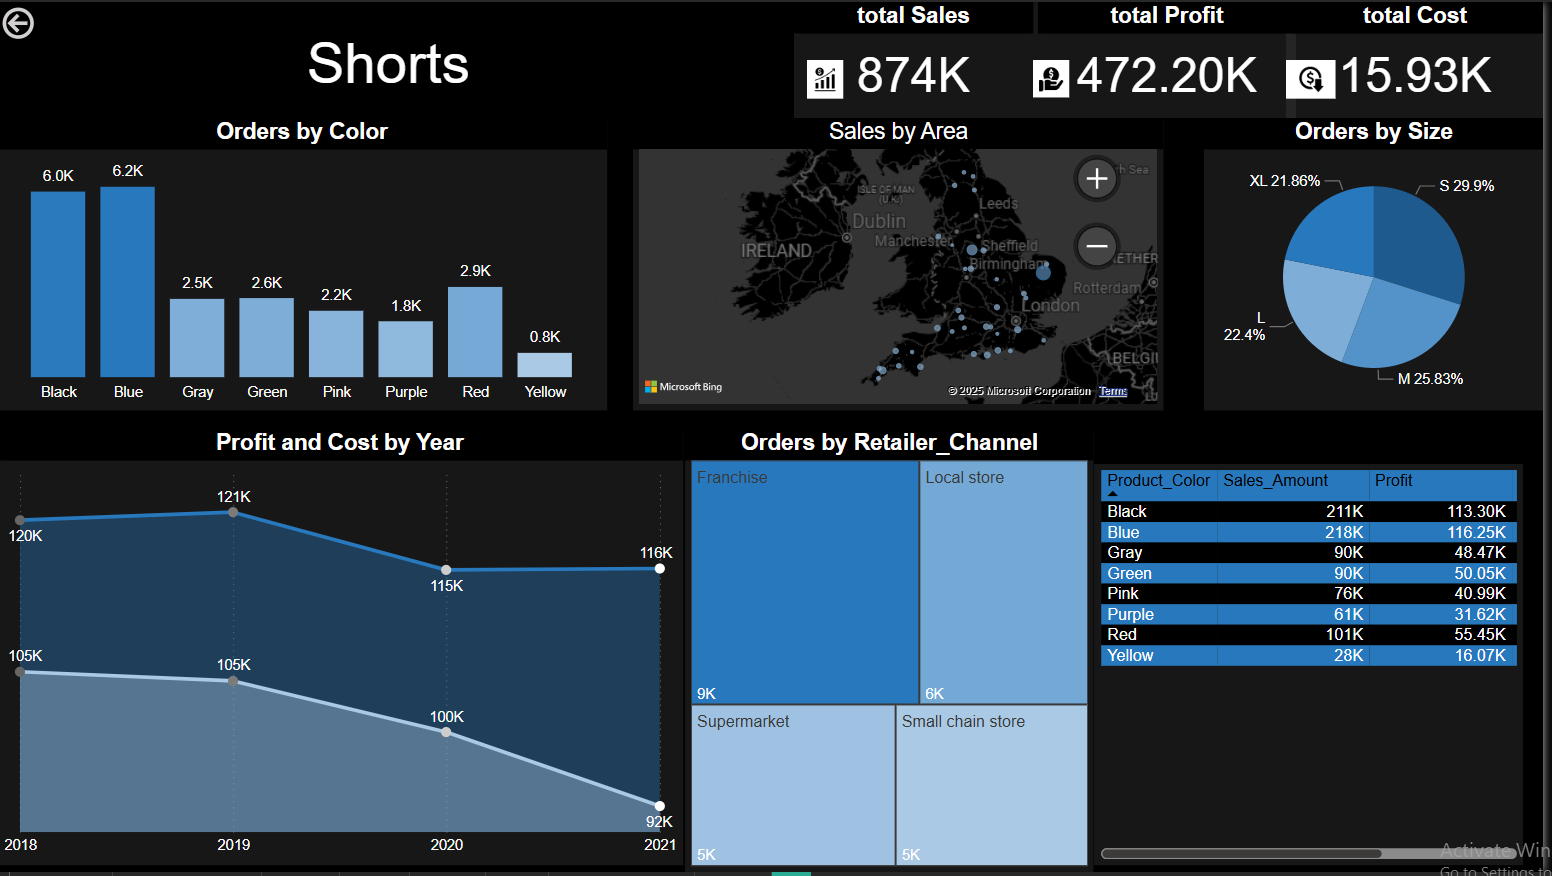 Shorts
total Sales
874K
total Profit
472.20K
total Cost
15.93K
Orders by Color
6.0K
6.2K
2.5K
2.6K
2.2K
1.8K
2.9K
0.8K
Black
Blue
Gray
Green
Pink
Purple
Red
Yellow
Sales by Area
ISLE OF MAN
(U.K.)
Leeds
Dublin
Manchester
Sheffield
IRELAND
Birmingham
ETHER
Rotterdam
London
BELGI
LU
th Sea
Microsoft Bing
© 2025 Microsoft Corporation Terms
Orders by Size
XL 21.86%
S 29.9%
L
22.4%
M 25.83%
Profit and Cost by Year
120K
121K
115K
116K
105K
105K
100K
92K
2018
2019
2020
2021
Orders by Retailer_Channel
Franchise
9K
Local store
6K
Supermarket
5K
Small chain store
5K
Product_Color Sales_Amount Profit
Black 211K 113.30K
Blue 218K 116.25K
Gray 90K 48.47K
Green 90K 50.05K
Pink 76K 40.99K
Purple 61K 31.62K
Red 101K 55.45K
Yellow 28K 16.07K
Activate Win
Go to Settings to